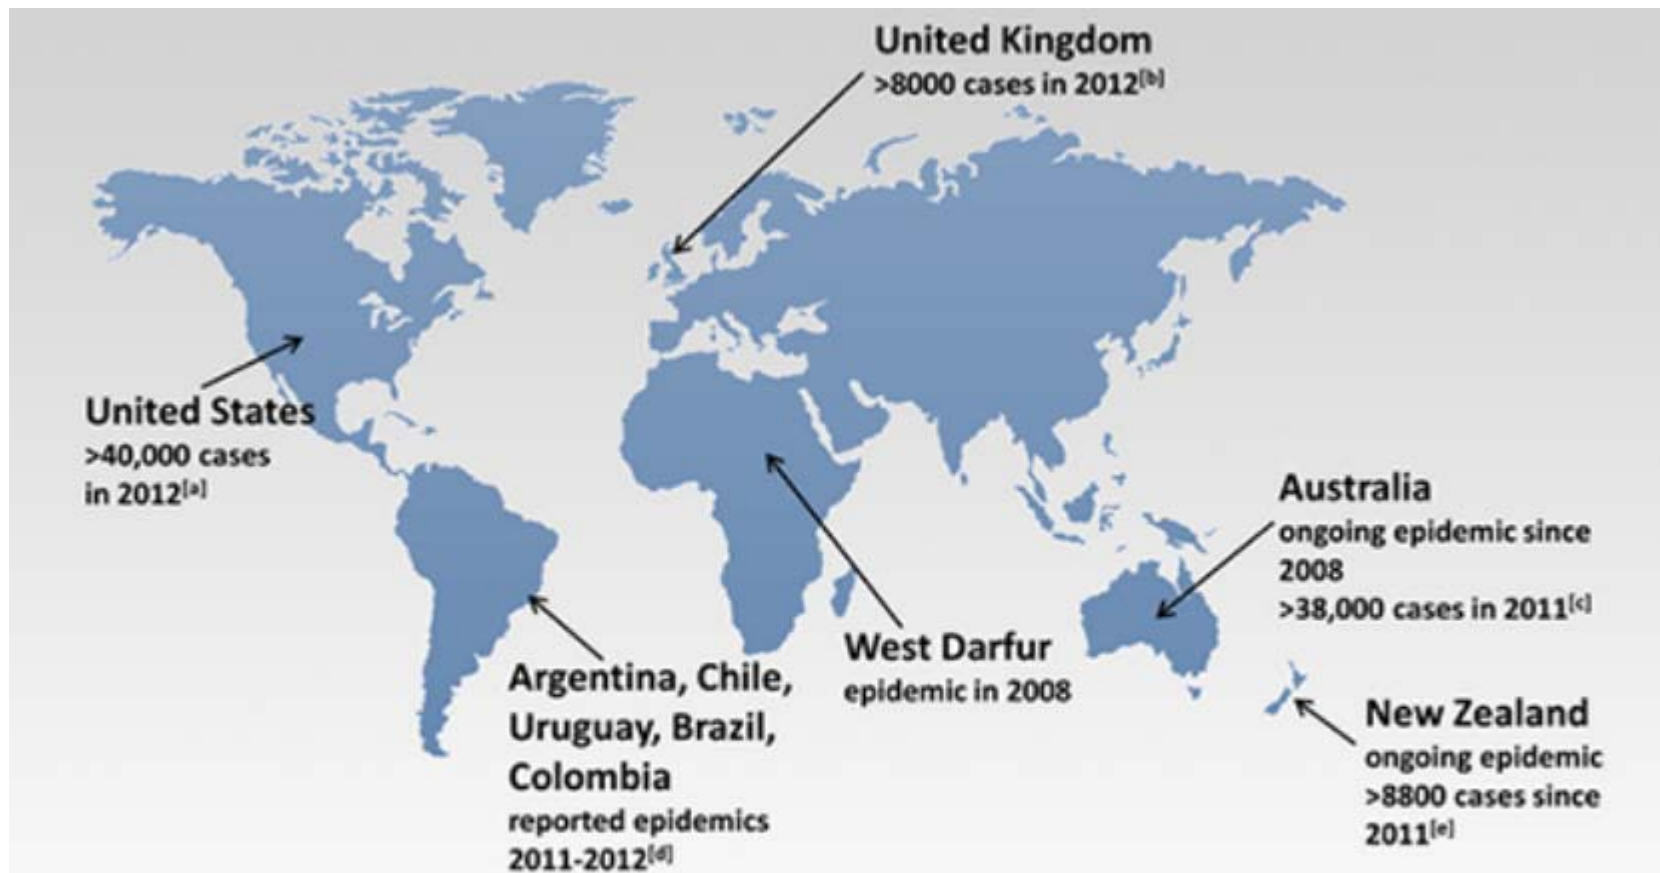 United Kingdom
>8000 cases in 2012[b]
United States
>40,000 cases
in 2012[a]
Australia
ongoing epidemic since
2008
>38,000 cases in 2011[c]
West Darfur
epidemic in 2008
Argentina, Chile,
Uruguay, Brazil,
Colombia
reported epidemics
2011-2012[d]
New Zealand
ongoing epidemic
>8800 cases since
2011[e]